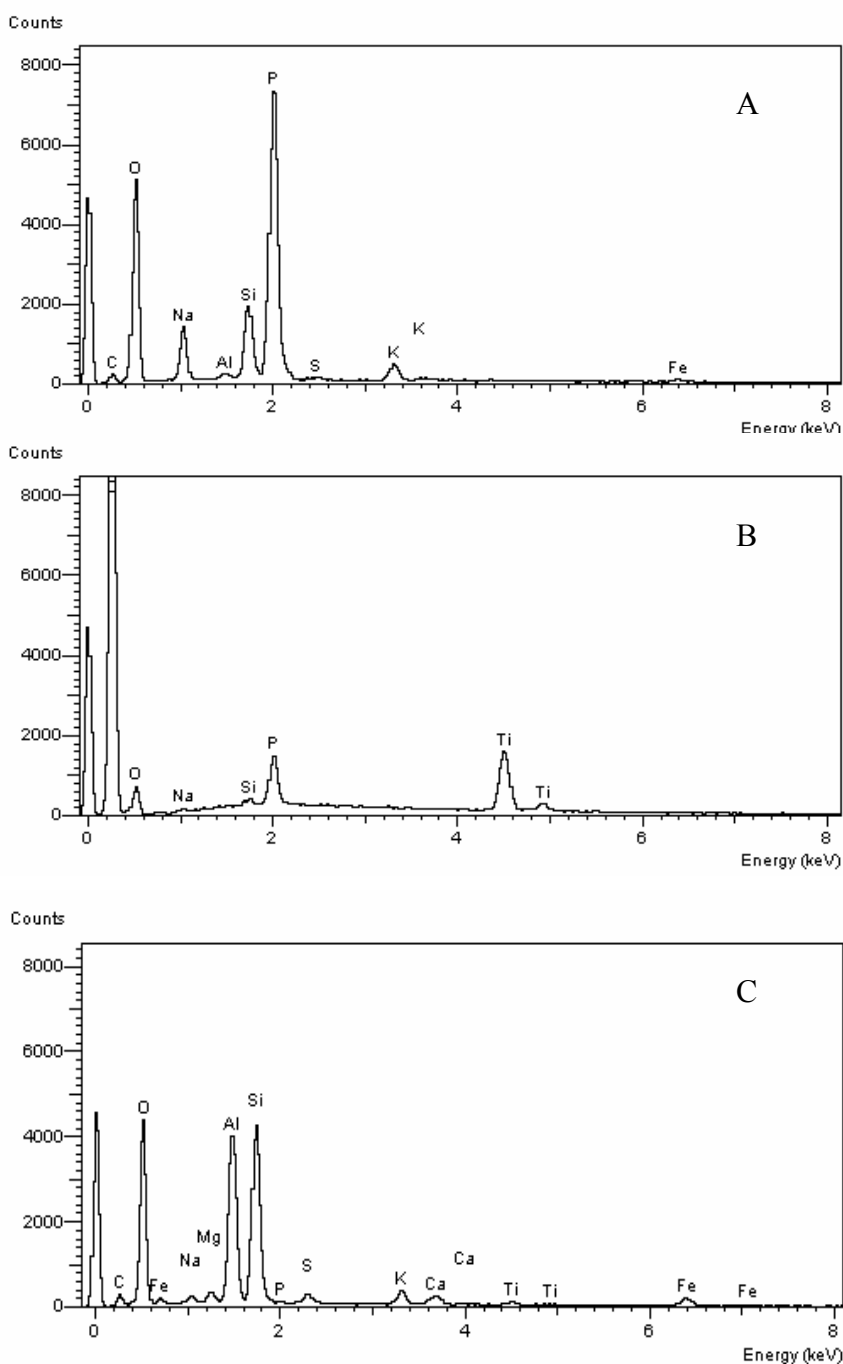 Counts
8000
6000
4000
2000
0
P
A
O
Na
Si
C
Al
S
K
K
Fe
0 2 4 6 8
Energy (keV)
Counts
8000
6000
4000
2000
0
B
O
Na
Si
P
Ti
Ti
0 2 4 6 8
Energy (keV)
Counts
8000
6000
4000
2000
0
C
O
Al
Si
C
Fe
Na
Mg
P
S
K
Ca
Ca
Ti
Ti
Fe
Fe
0 2 4 6 8
Energy (keV)